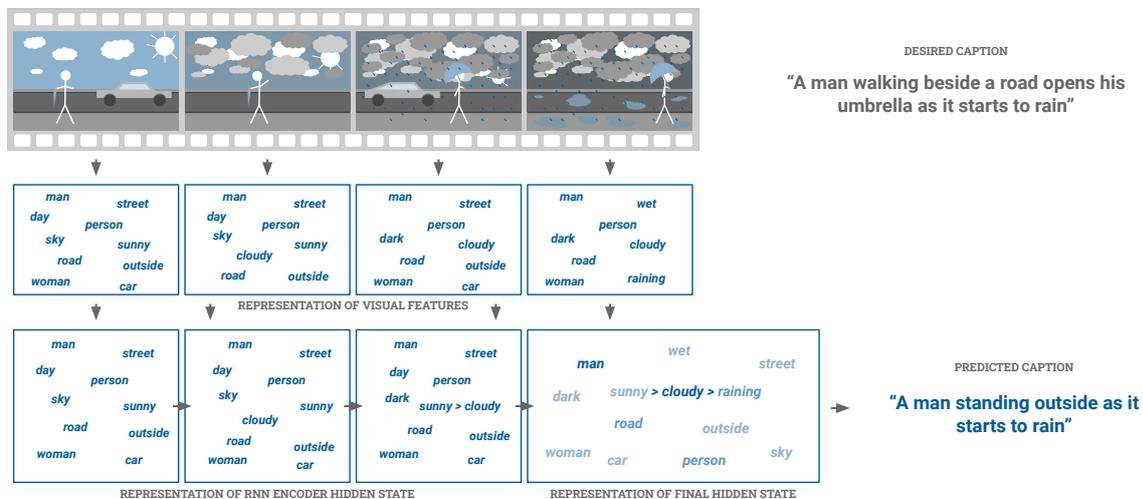 DESIRED CAPTION
“A man walking beside a road opens his
umbrella as it starts to rain”
man
street
day
person
sky
sunny
road
outside
woman
car
man
street
day
person
sky
sunny
cloudy
road
outside
man
street
person
dark
cloudy
road
outside
woman
car
man
wet
person
dark
cloudy
road
woman
raining
REPRESENTATION OF VISUAL FEATURES
man
street
day
person
sky
sunny
road
outside
woman
car
man
street
day
person
sky
sunny
cloudy
road
outside
woman
car
man
street
day
person
dark
sunny > cloudy
road
outside
woman
car
wet
man
street
sunny > cloudy > raining
dark
road
outside
woman
car
person
sky
PREDICTED CAPTION
“A man standing outside as it
starts to rain”
REPRESENTATION OF RNN ENCODER HIDDEN STATE
REPRESENTATION OF FINAL HIDDEN STATE